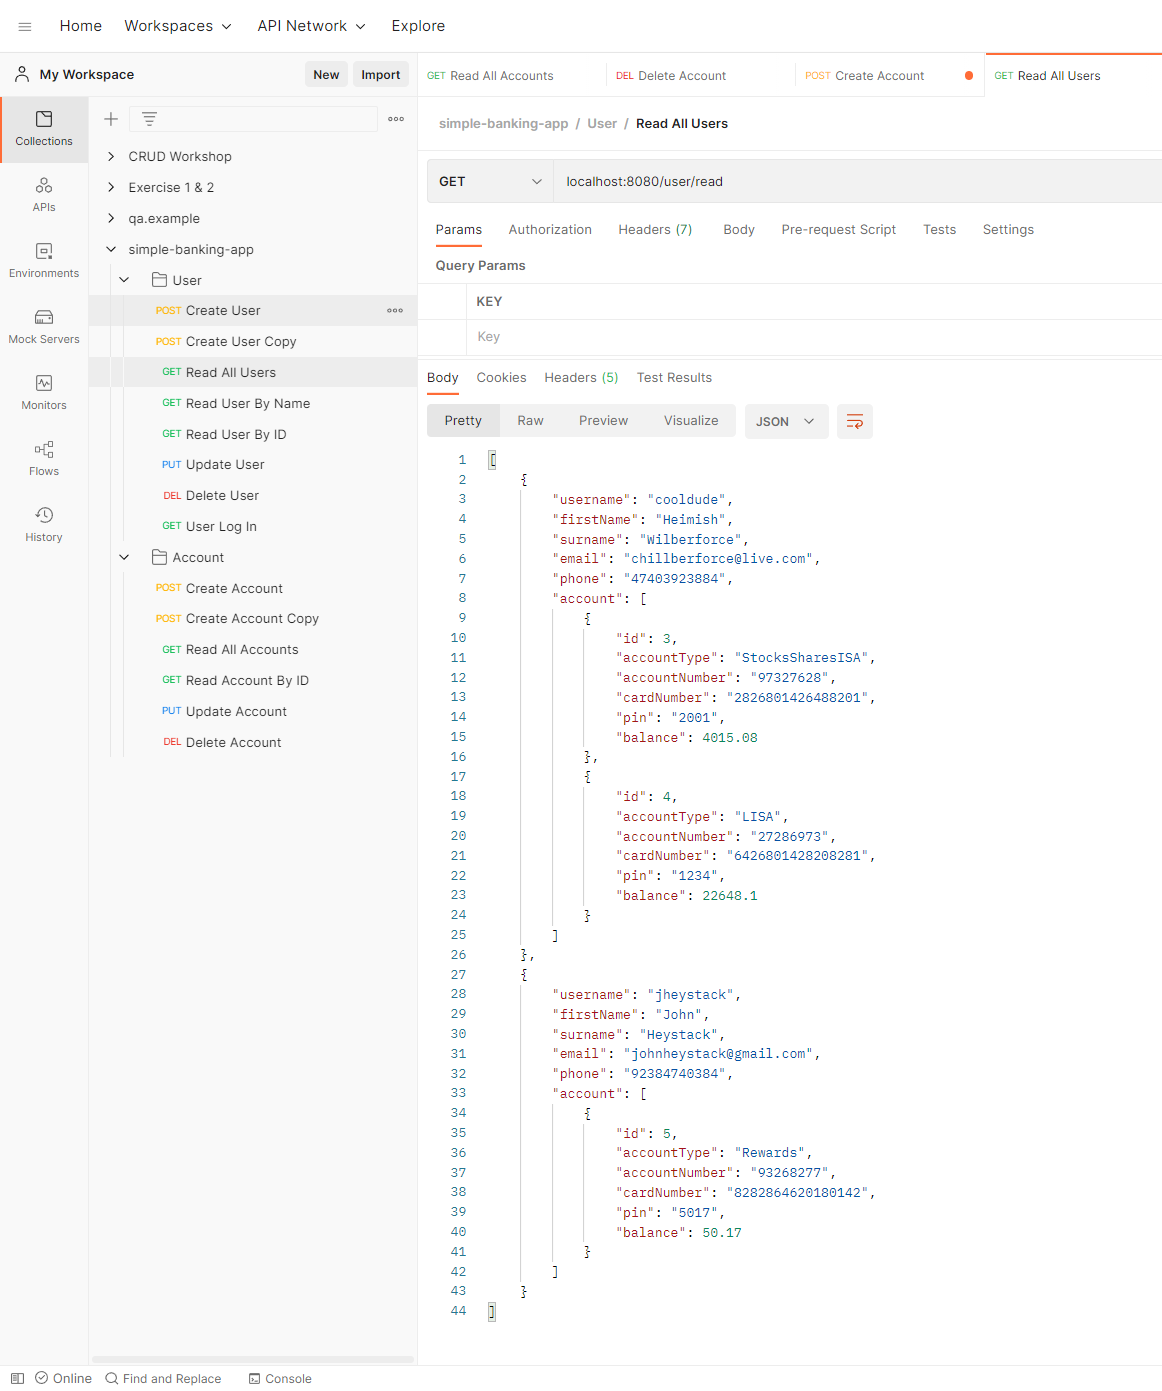 Home Workspaces API Network Explore
My Workspace New Import
GET Read All Accounts DEL Delete Account POST Create Account GET Read All Users
simple-banking-app / User / Read All Users
GET localhost:8080/user/read
Params Authorization Headers (7) Body Pre-request Script Tests Settings
Query Params
KEY
Key
Collections
APIs
Environments
Mock Servers
Monitors
Flows
History
CRUD Workshop
Exercise 1 & 2
qa.example
simple-banking-app
User
POST Create User
POST Create User Copy
GET Read All Users
GET Read User By Name
GET Read User By ID
PUT Update User
DEL Delete User
GET User Log In
Account
POST Create Account
POST Create Account Copy
GET Read All Accounts
GET Read Account By ID
PUT Update Account
DEL Delete Account
Body Cookies Headers (5) Test Results
Pretty Raw Preview Visualize JSON
1 [
2 {
3 "username": "cooldude",
4 "firstName": "Heimish",
5 "surname": "Wilberforce",
6 "email": "chillberforce@live.com",
7 "phone": "47403923884",
8 "account": [
9 {
10 "id": 3,
11 "accountType": "StocksSharesISA",
12 "accountNumber": "97327628",
13 "cardNumber": "2826801426488201",
14 "pin": "2001",
15 "balance": 4015.08
16 },
17 {
18 "id": 4,
19 "accountType": "LISA",
20 "accountNumber": "27286973",
21 "cardNumber": "6426801428208281",
22 "pin": "1234",
23 "balance": 22648.1
24 }
25 ]
26 },
27 {
28 "username": "jheystack",
29 "firstName": "John",
30 "surname": "Heystack",
31 "email": "johnheystack@gmail.com",
32 "phone": "92384740384",
33 "account": [
34 {
35 "id": 5,
36 "accountType": "Rewards",
37 "accountNumber": "93268277",
38 "cardNumber": "8282864620180142",
39 "pin": "5017",
40 "balance": 50.17
41 }
42 ]
43 }
44 ]
Online Find and Replace Console